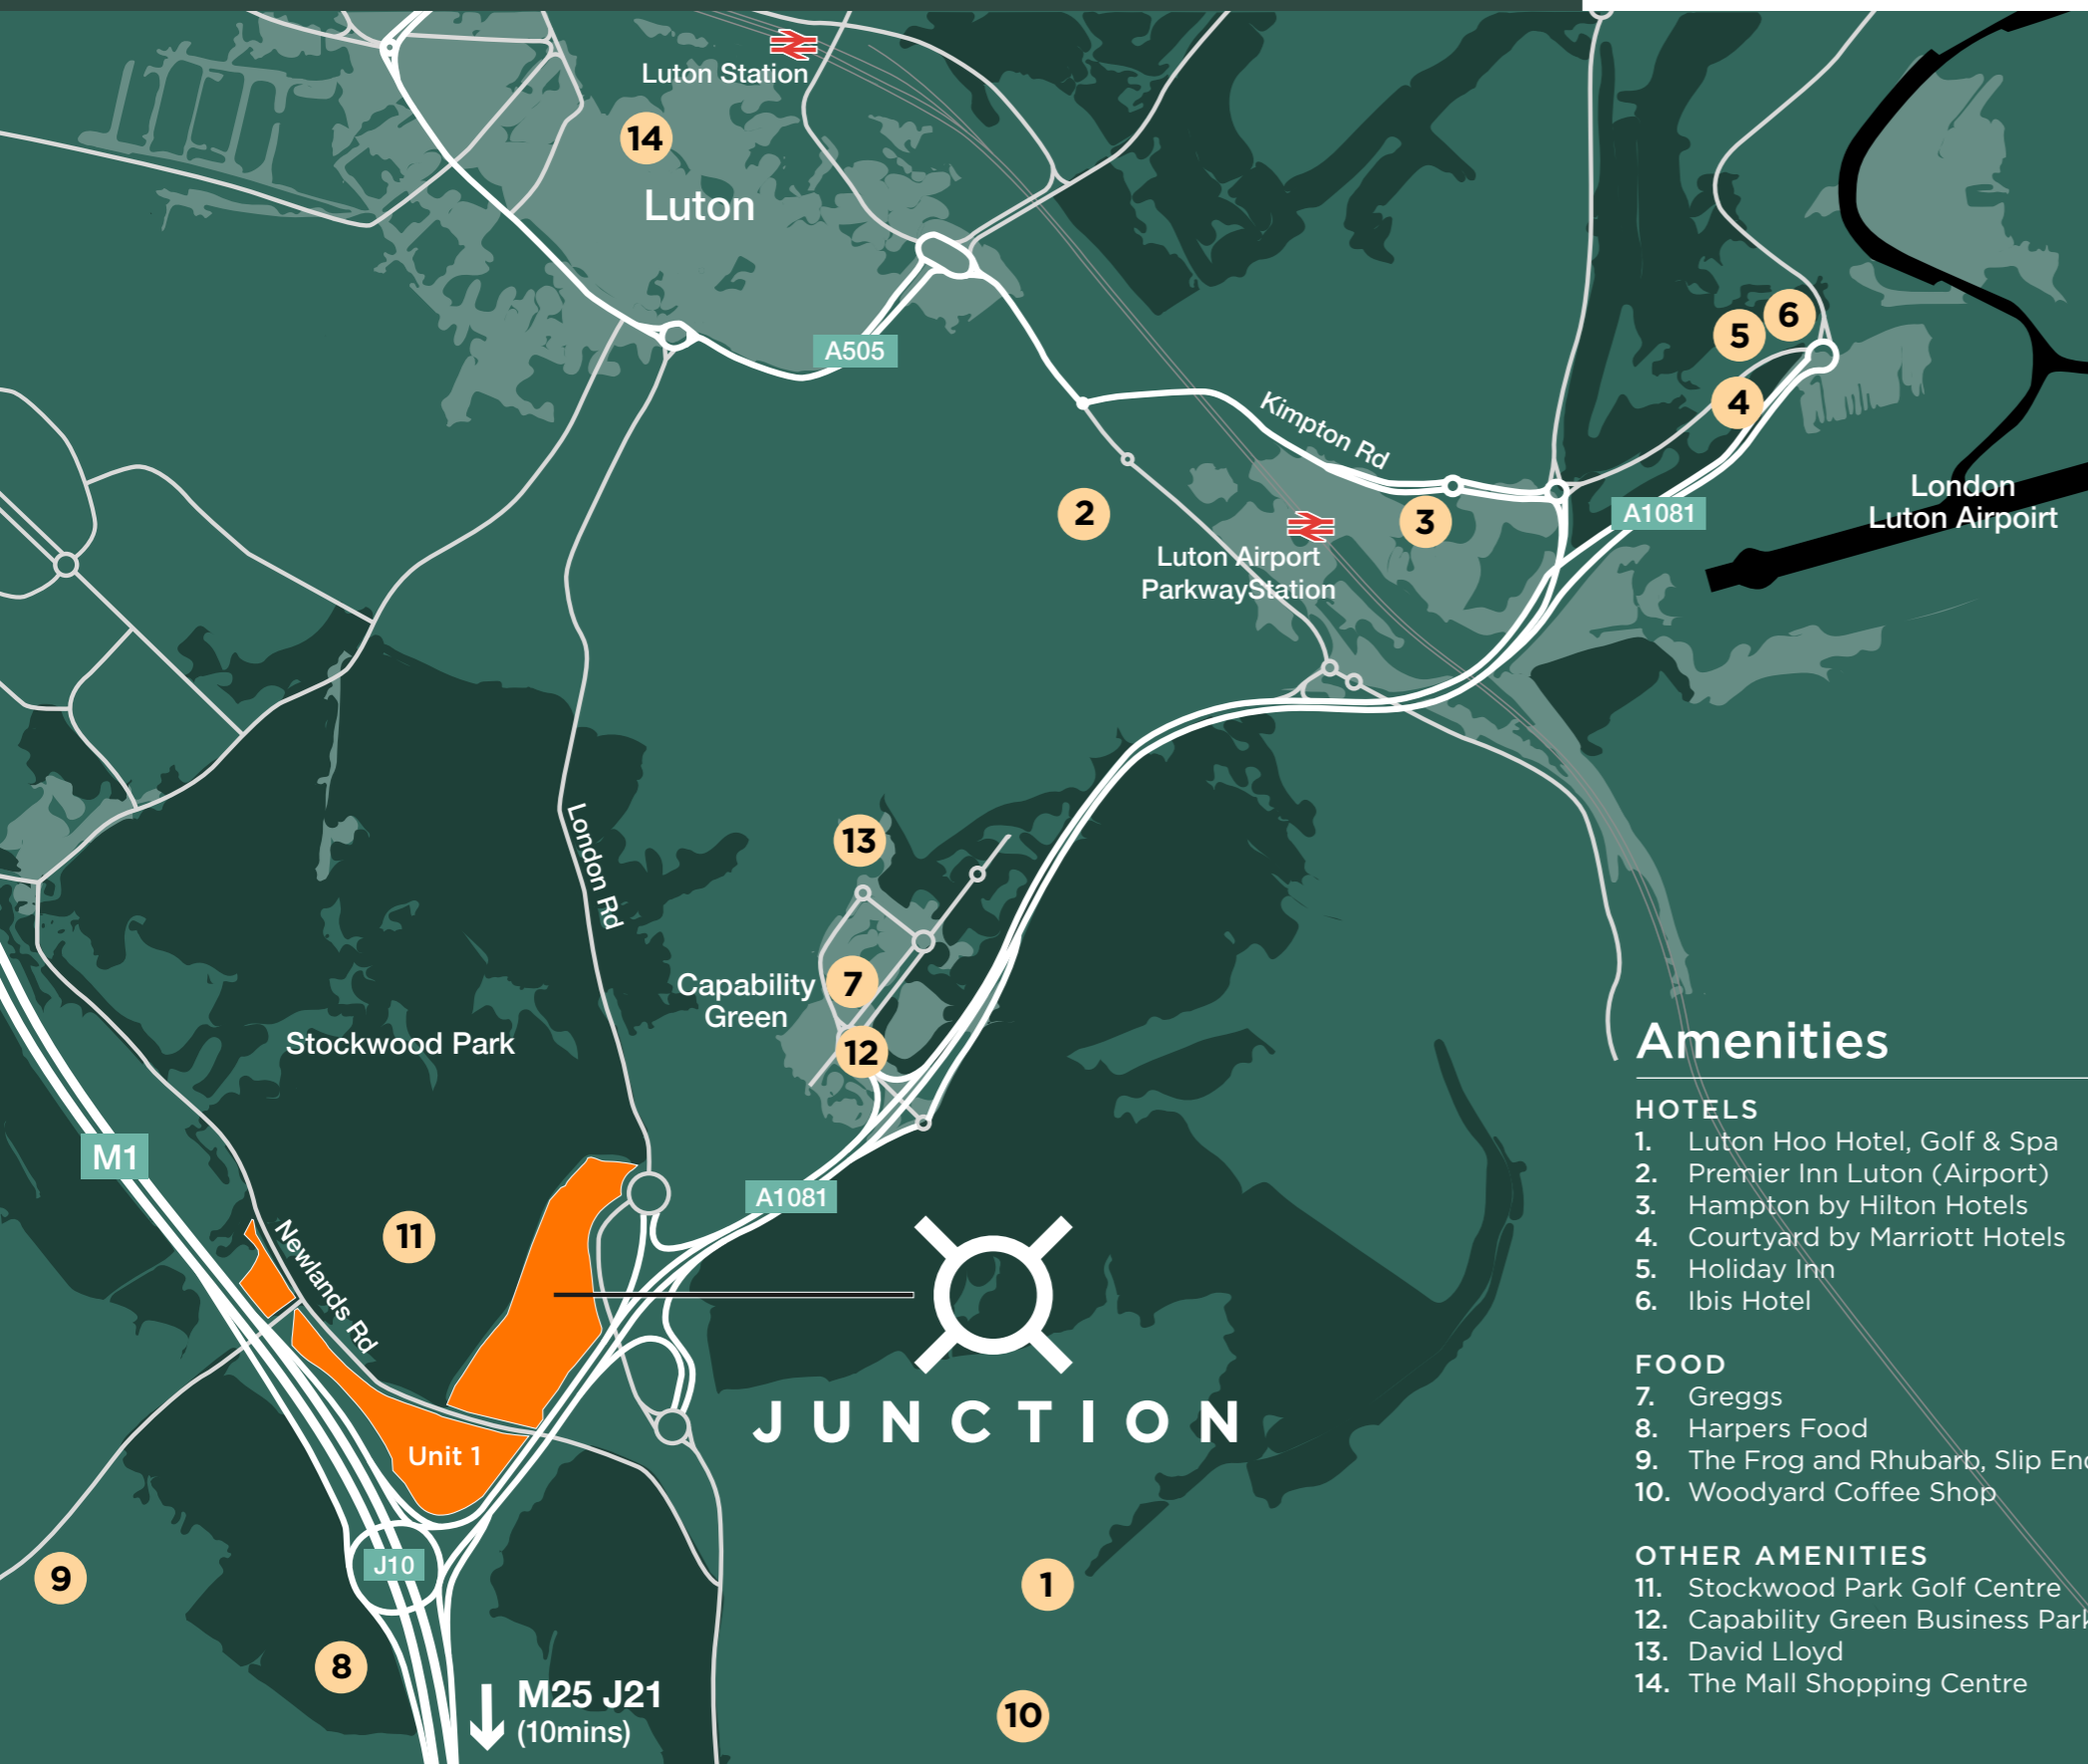 Luton Station
14
Luton
6
5
A505
4
Kimpton Rd
London
Luton Airpoirt
A1081
2
3
Luton Airport
ParkwayStation
London Rd
13
Capability
Green
7
12
Stockwood Park
M1
A1081
11
Newlands Rd
JUNCTION
Unit 1
J10
9
8
1
10
M25 J21
(10mins)
Amenities
HOTELS
1. Luton Hoo Hotel, Golf & Spa
2. Premier Inn Luton (Airport)
3. Hampton by Hilton Hotels
4. Courtyard by Marriott Hotels
5. Holiday Inn
6. Ibis Hotel
FOOD
7. Greggs
8. Harpers Food
9. The Frog and Rhubarb, Slip
10. Woodyard Coffee Shop
OTHER AMENITIES
11. Stockwood Park Golf Centre
12. Capability Green Business
13. David Lloyd
14. The Mall Shopping Centre